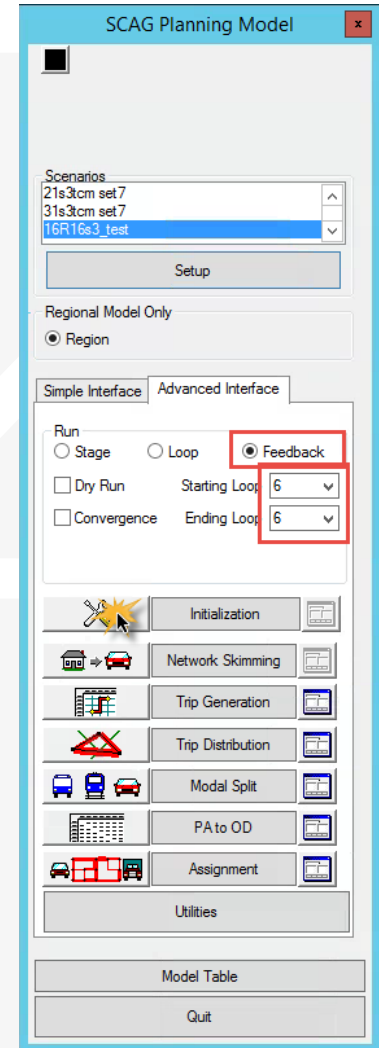 SCAG Planning Model
x
Scenarios
21s3tcm set7
31s3tcm set7
16R16s3_test
Setup
Regional Model Only
Region
Simple Interface Advanced Interface
Run
Stage Loop Feedback
Dry Run Starting Loop 6
Convergence Ending Loop 6
Initialization
Network Skimming
Trip Generation
Trip Distribution
Modal Split
PA to OD
Assignment
Utilities
Model Table
Quit